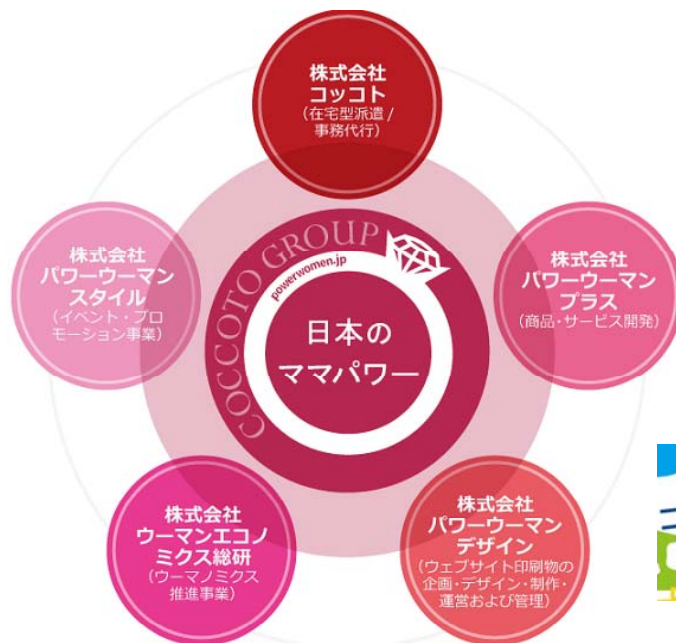 株式会社
コッコト
（在宅型派遣 /
事務代行）
株式会社
パワーウーマン
スタイル
（イベント・プロ
モーション事業）
COCCOTO GROUP
powerwomen.jp
日本の
ママパワー
株式会社
パワーウーマン
プラス
（商品・サービス開発）
株式会社
ウーマンエコノ
ミクス総研
（ウーマノミクス
推進事業）
株式会社
パワーウーマン
デザイン
（ウェブサイト印刷物の
企画・デザイン・制作・
運営および管理）